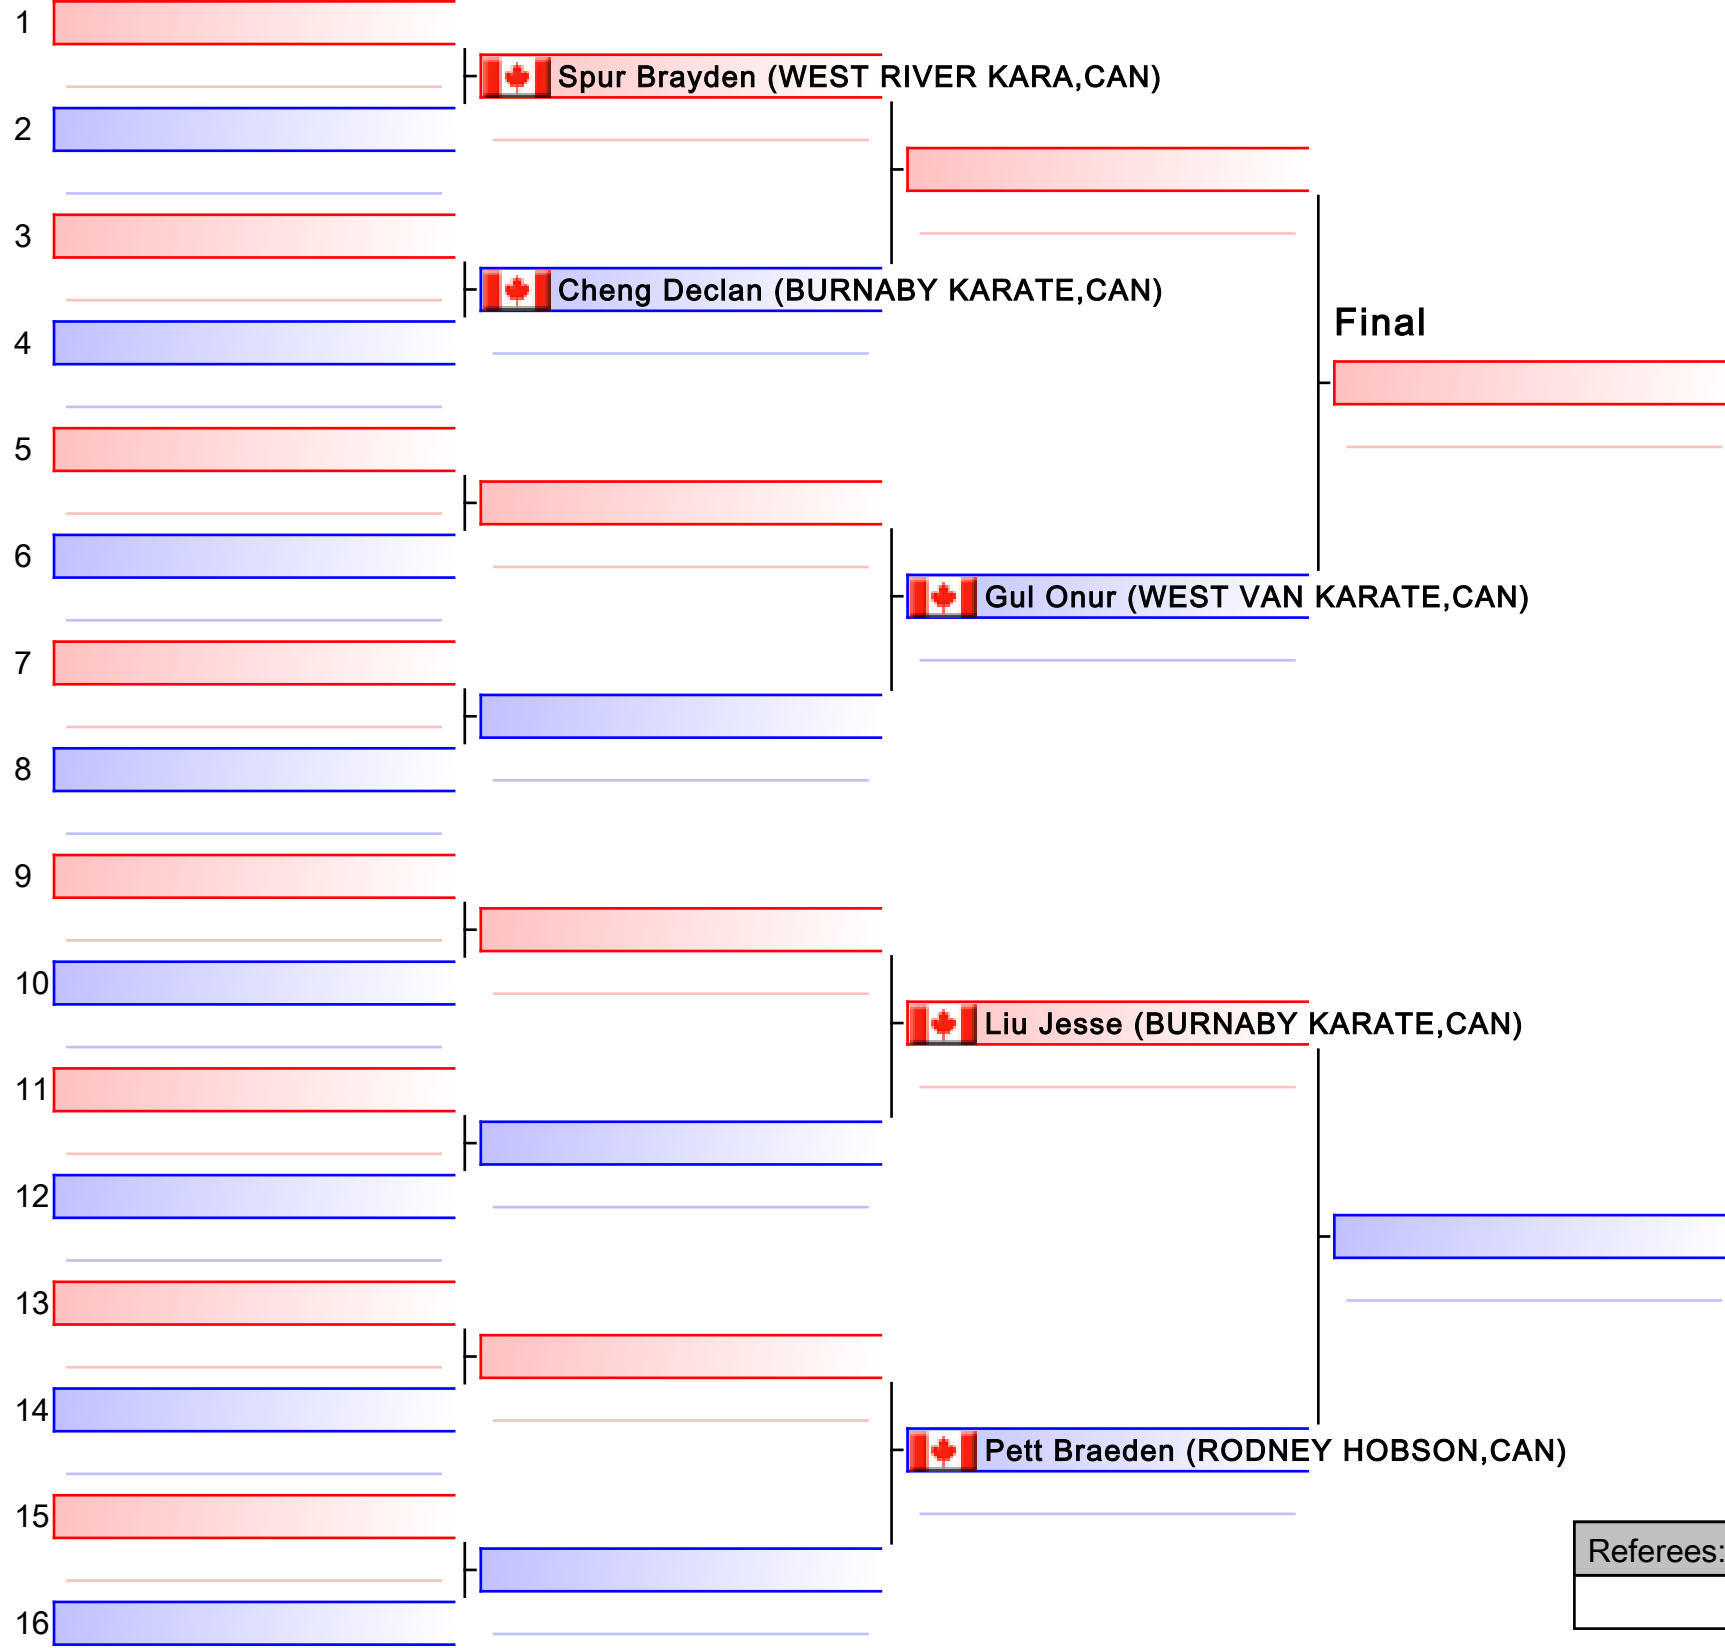 1
Spur Brayden (WEST RIVER KARA,CAN)
2
3
Cheng Declan (BURNABY KARATE,CAN)
4
Final
5
6
Gul Onur (WEST VAN KARATE,CAN)
7
8
9
10
Liu Jesse (BURNABY KARATE,CAN)
11
12
13
14
Pett Braeden (RODNEY HOBSON,CAN)
15
Referees:
16